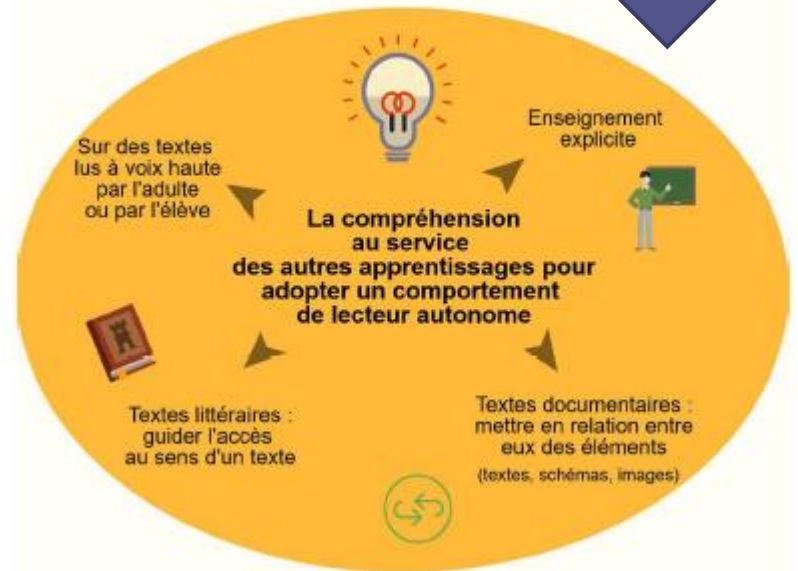 Sur des textes
lus à voix haute
par l'adulte
ou par l'élève
Enseignement
explicite
La compréhension
au service
des autres apprentissages pour
adopter un comportement
de lecteur autonome
Textes littéraires :
guider l'accès
au sens d'un texte
Textes documentaires :
mettre en relation entre
eux des éléments
(textes, schémas, images)